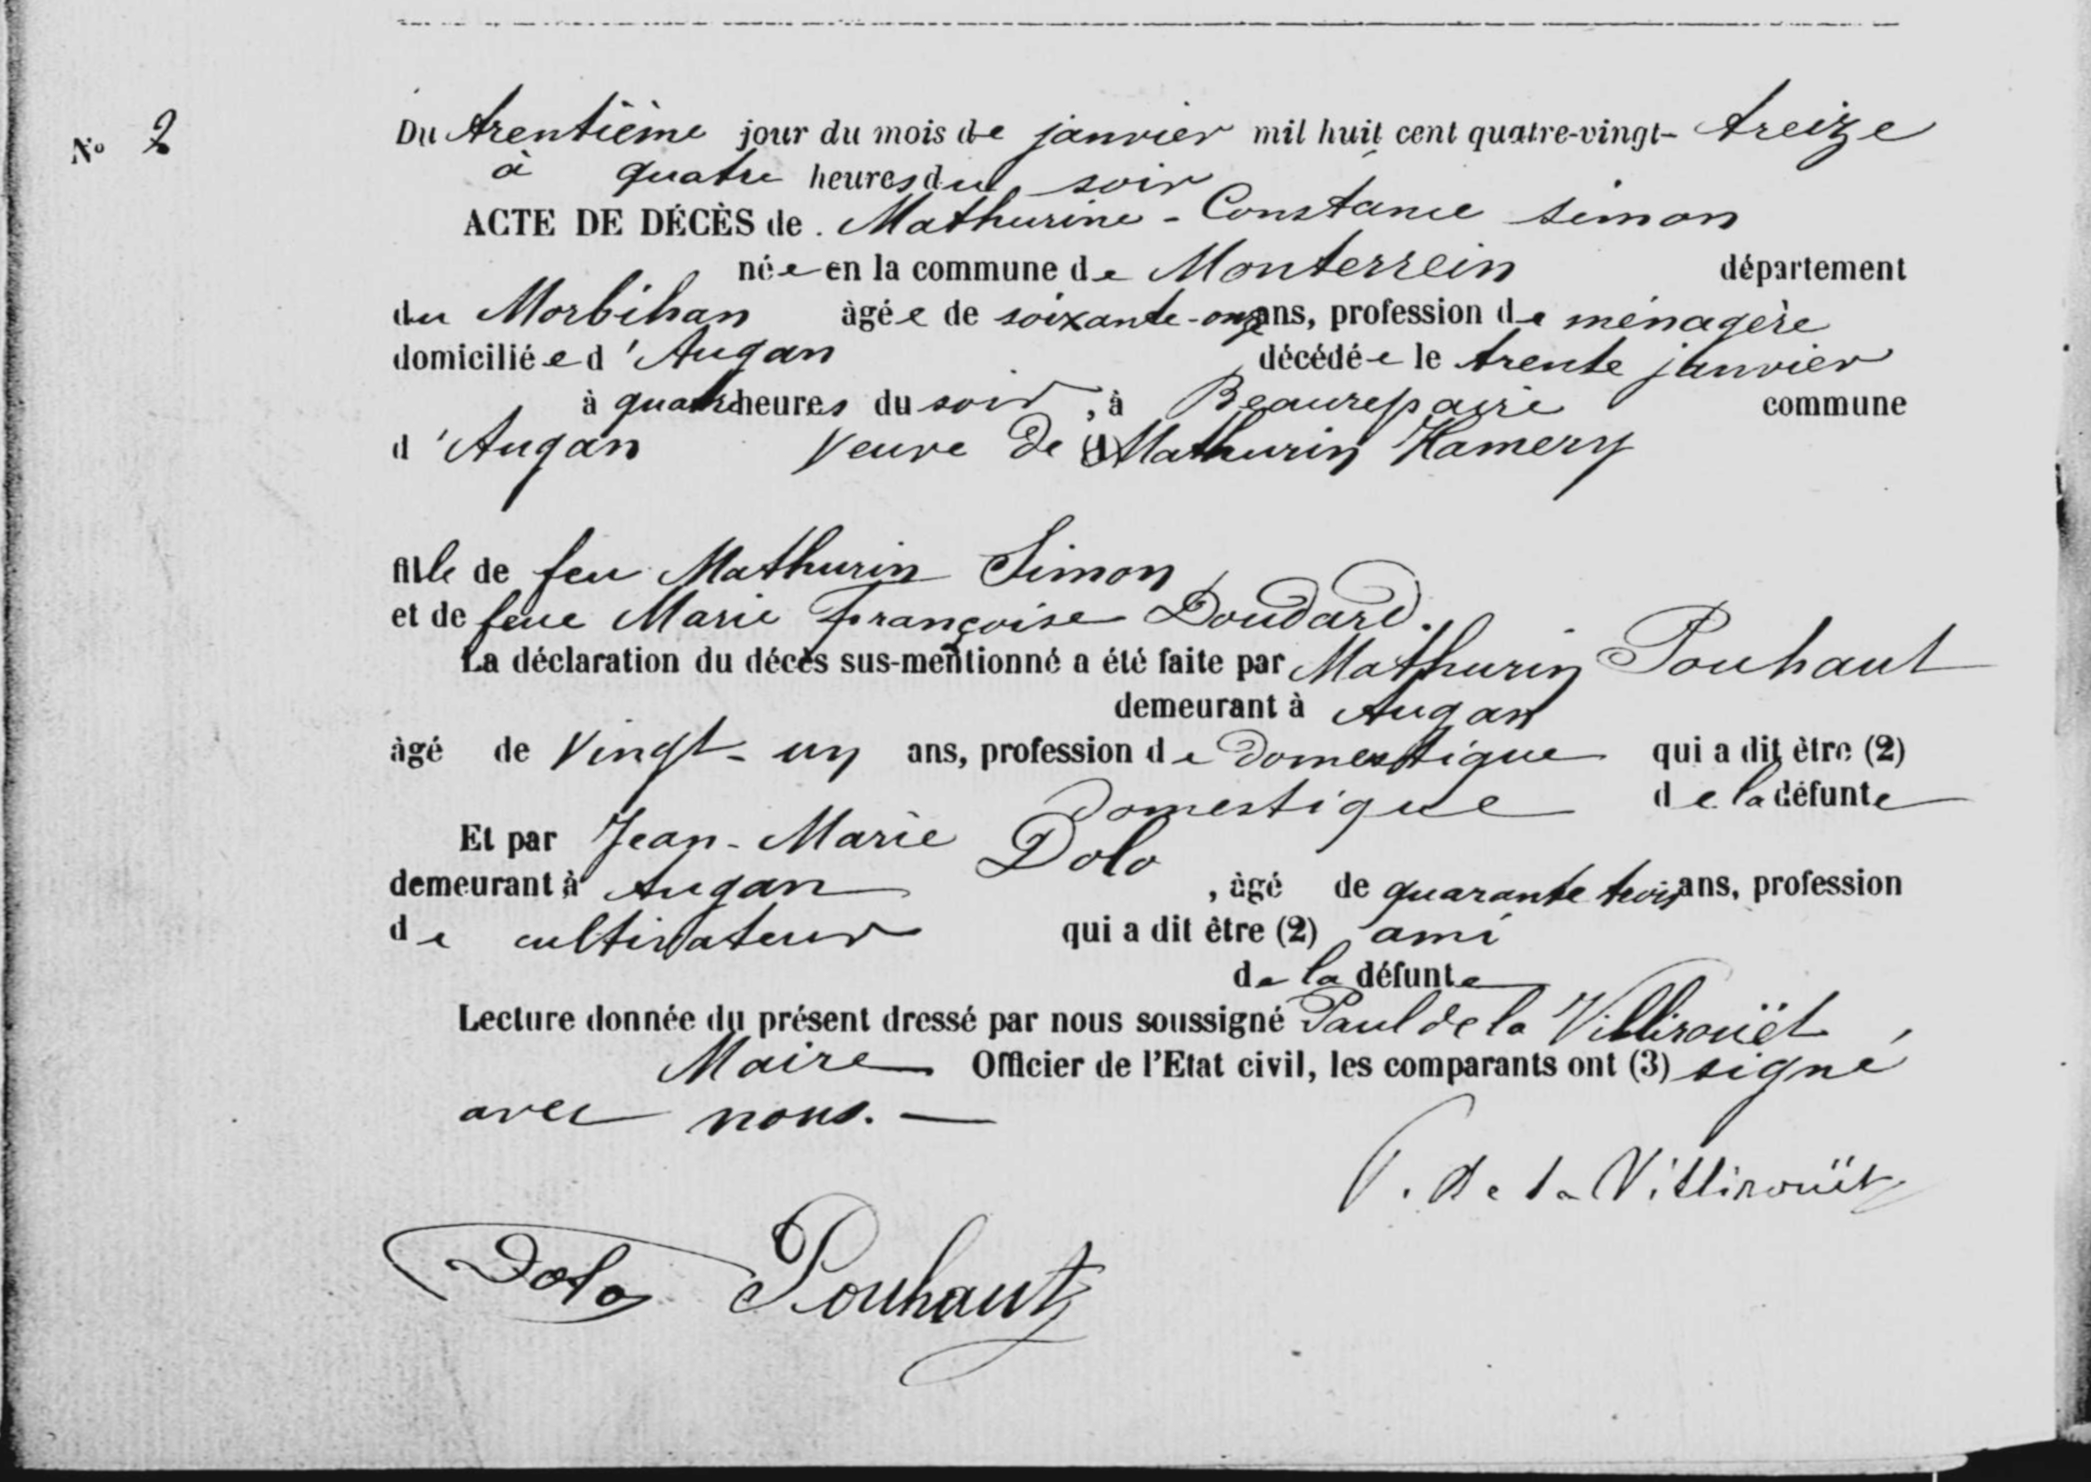 N° 2
Du trentième jour du mois de janvier mil huit cent quatre-vingt-treize
à quatre heures du soir
ACTE DE DÉCÈS de Mathurine-Constance Simon
née en la commune de Monterrein département
du Morbihan âgée de soixante-onze ans, profession de ménagère
domiciliée d'Augan décédée le trente janvier
à quatre heures du soir, à Beaurepaire commune
d'Augan Veuve de (1) Mathurin Hamery
fille de feu Mathurin Simon
et de feue Marie Françoise Doudard.
La déclaration du décès sus-mentionné a été faite par Mathurin Pouhaut
demeurant à Augan
âgé de Vingt-un ans, profession de domestique qui a dit être (2)
domestique de la défunte
Et par Jean-Marie Dolo
demeurant à Augan, âgé de quarante trois ans, profession
de cultivateur qui a dit être (2) ami
de la défunte
Lecture donnée du présent dressé par nous soussigné Paul de la Villirouët
Maire Officier de l'Etat civil, les comparants ont (3) signé
avec nous. —
P. de la Villirouët
Dolo Pouhaut